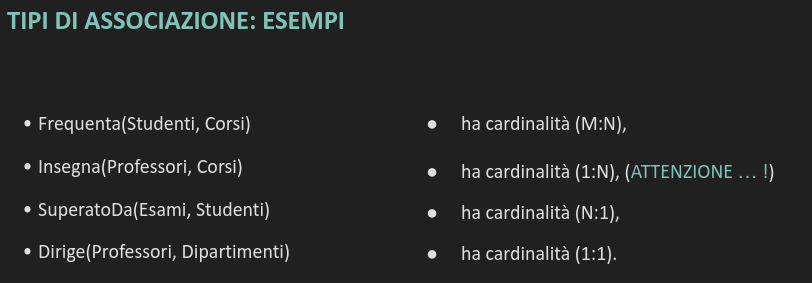 TIPI DI ASSOCIAZIONE: ESEMPI
• Frequenta(Studenti, Corsi)
• ha cardinalità (M:N),
• Insegna(Professori, Corsi)
• ha cardinalità (1:N), (ATTENZIONE … !)
• SuperatoDa(Esami, Studenti)
• ha cardinalità (N:1),
• Dirige(Professori, Dipartimenti)
• ha cardinalità (1:1).